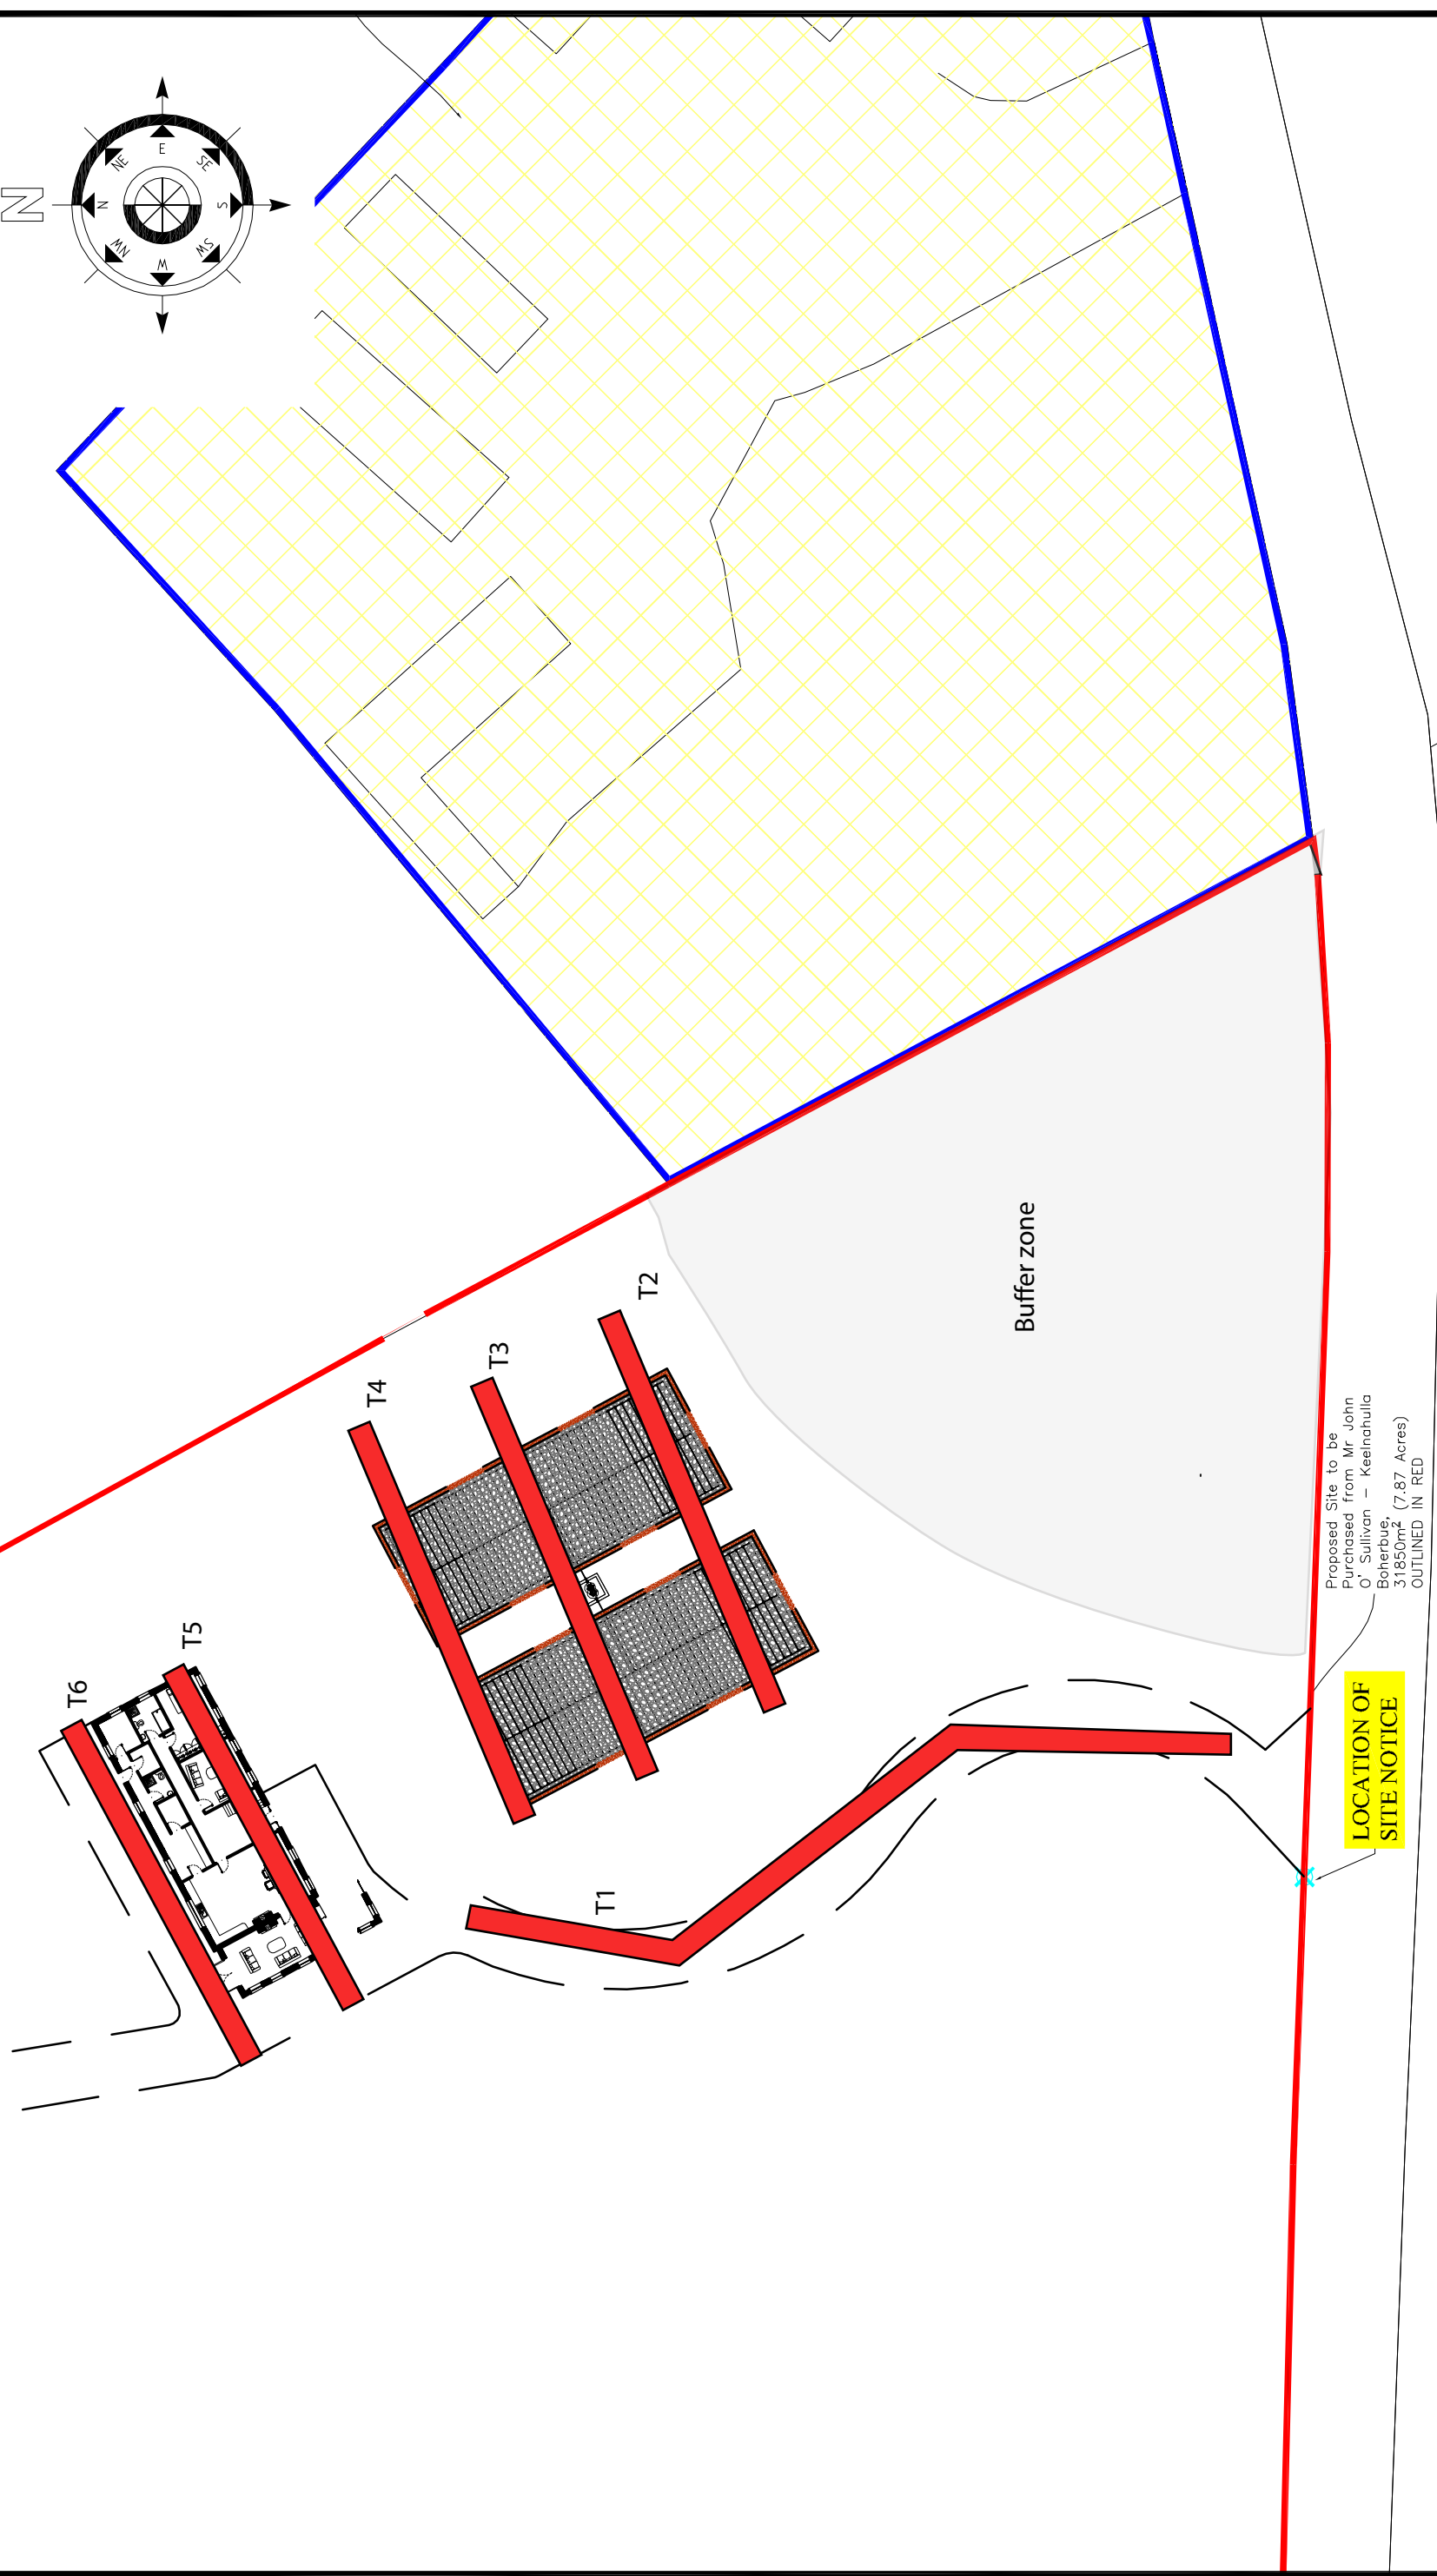 N
E
NE
SE
N
S
NW
SW
W
T2
T3
T4
T5
T6
T1
Buffer zone
Proposed Site to be
Purchased from Mr John
O' Sullivan – Keelnahulla
Boherbue,
31850m² (7.87 Acres)
OUTLINED IN RED
LOCATION OF
SITE NOTICE